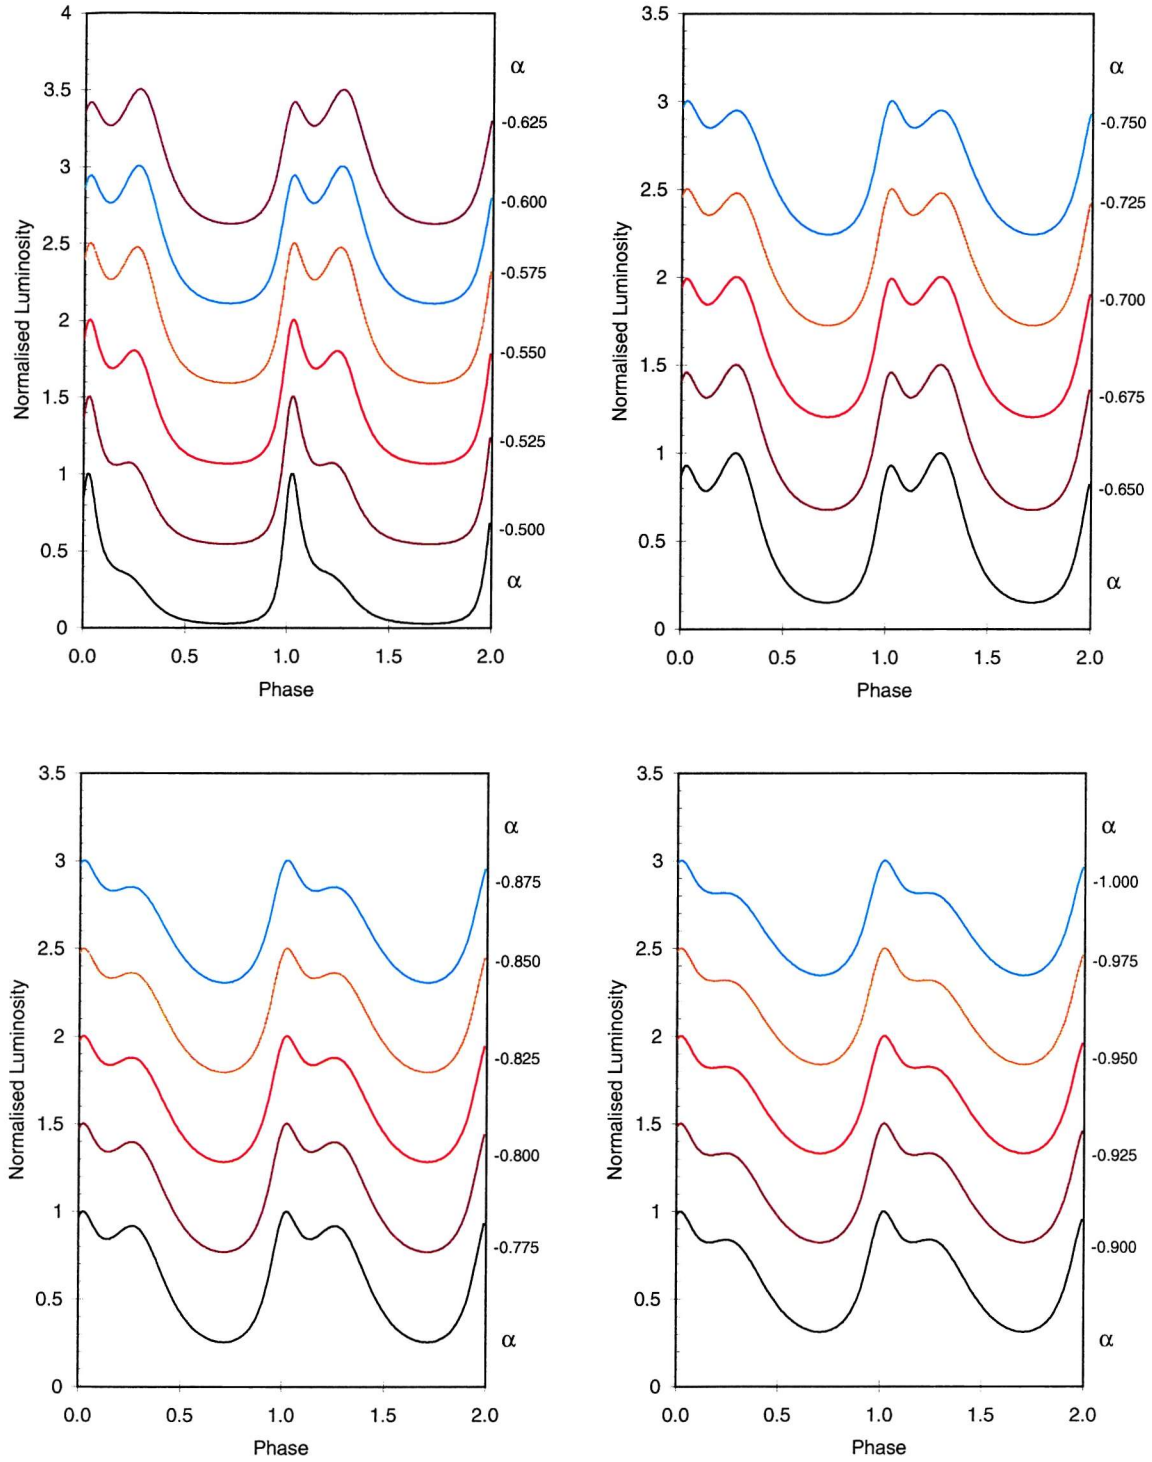 4
3.5
3
2.5
2
1.5
1
0.5
0
Normalised Luminosity
0.0 0.5 1.0 1.5 2.0
Phase
α
-0.625
-0.600
-0.575
-0.550
-0.525
-0.500
α
3.5
3
2.5
2
1.5
1
0.5
0
Normalised Luminosity
0.0 0.5 1.0 1.5 2.0
Phase
α
-0.750
-0.725
-0.700
-0.675
-0.650
α
3.5
3
2.5
2
1.5
1
0.5
0
Normalised Luminosity
0.0 0.5 1.0 1.5 2.0
Phase
α
-0.875
-0.850
-0.825
-0.800
-0.775
α
3.5
3
2.5
2
1.5
1
0.5
0
Normalised Luminosity
0.0 0.5 1.0 1.5 2.0
Phase
α
-1.000
-0.975
-0.950
-0.925
-0.900
α